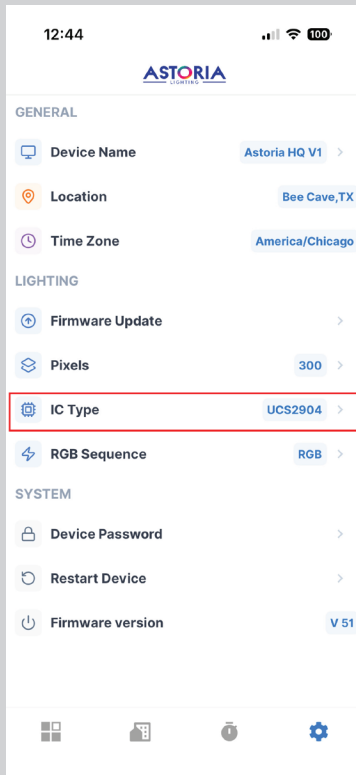 12:44
100
ASTORIA
LIGHTING
GENERAL
Device Name Astoria HQ V1
Location Bee Cave,TX
Time Zone America/Chicago
LIGHTING
Firmware Update
Pixels 300
IC Type UCS2904
RGB Sequence RGB
SYSTEM
Device Password
Restart Device
Firmware version V 51